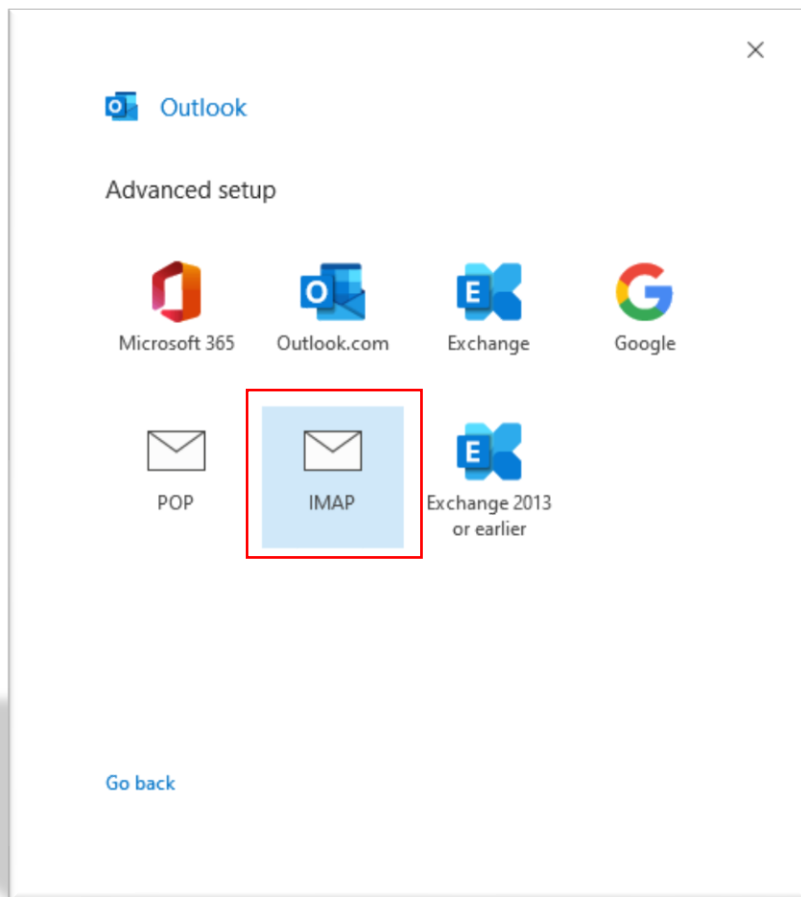 Outlook
Advanced setup
Microsoft 365
Outlook.com
Exchange
Google
POP
IMAP
Exchange 2013
or earlier
Go back